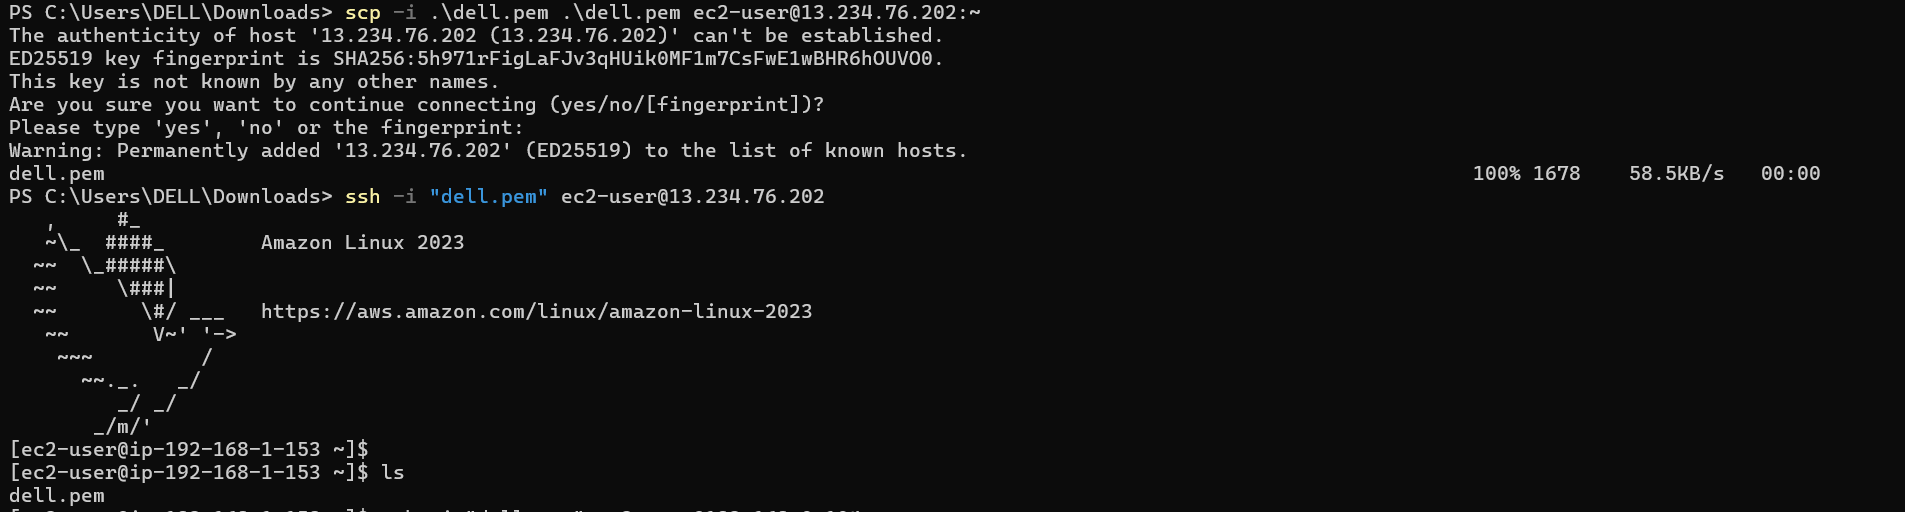 PS C:\Users\DELL\Downloads> scp -i .\dell.pem .\dell.pem ec2-user@13.234.76.202:~
The authenticity of host '13.234.76.202 (13.234.76.202)' can't be established.
ED25519 key fingerprint is SHA256:5h971rFigLaFJv3qHUik0MF1m7CsFwE1wBHR6hOUVO0.
This key is not known by any other names.
Are you sure you want to continue connecting (yes/no/[fingerprint])?
Please type 'yes', 'no' or the fingerprint:
Warning: Permanently added '13.234.76.202' (ED25519) to the list of known hosts.
dell.pem 100% 1678 58.5KB/s 00:00
PS C:\Users\DELL\Downloads> ssh -i "dell.pem" ec2-user@13.234.76.202
   ,     #_
   ~\_  ####_        Amazon Linux 2023
  ~~  \_#####\
  ~~     \###|
  ~~       \#/ ___   https://aws.amazon.com/linux/amazon-linux-2023
   ~~       V~' '->
    ~~~         /
      ~~._.   _/
         _/ _/
       _/m/'
[ec2-user@ip-192-168-1-153 ~]$
[ec2-user@ip-192-168-1-153 ~]$ ls
dell.pem